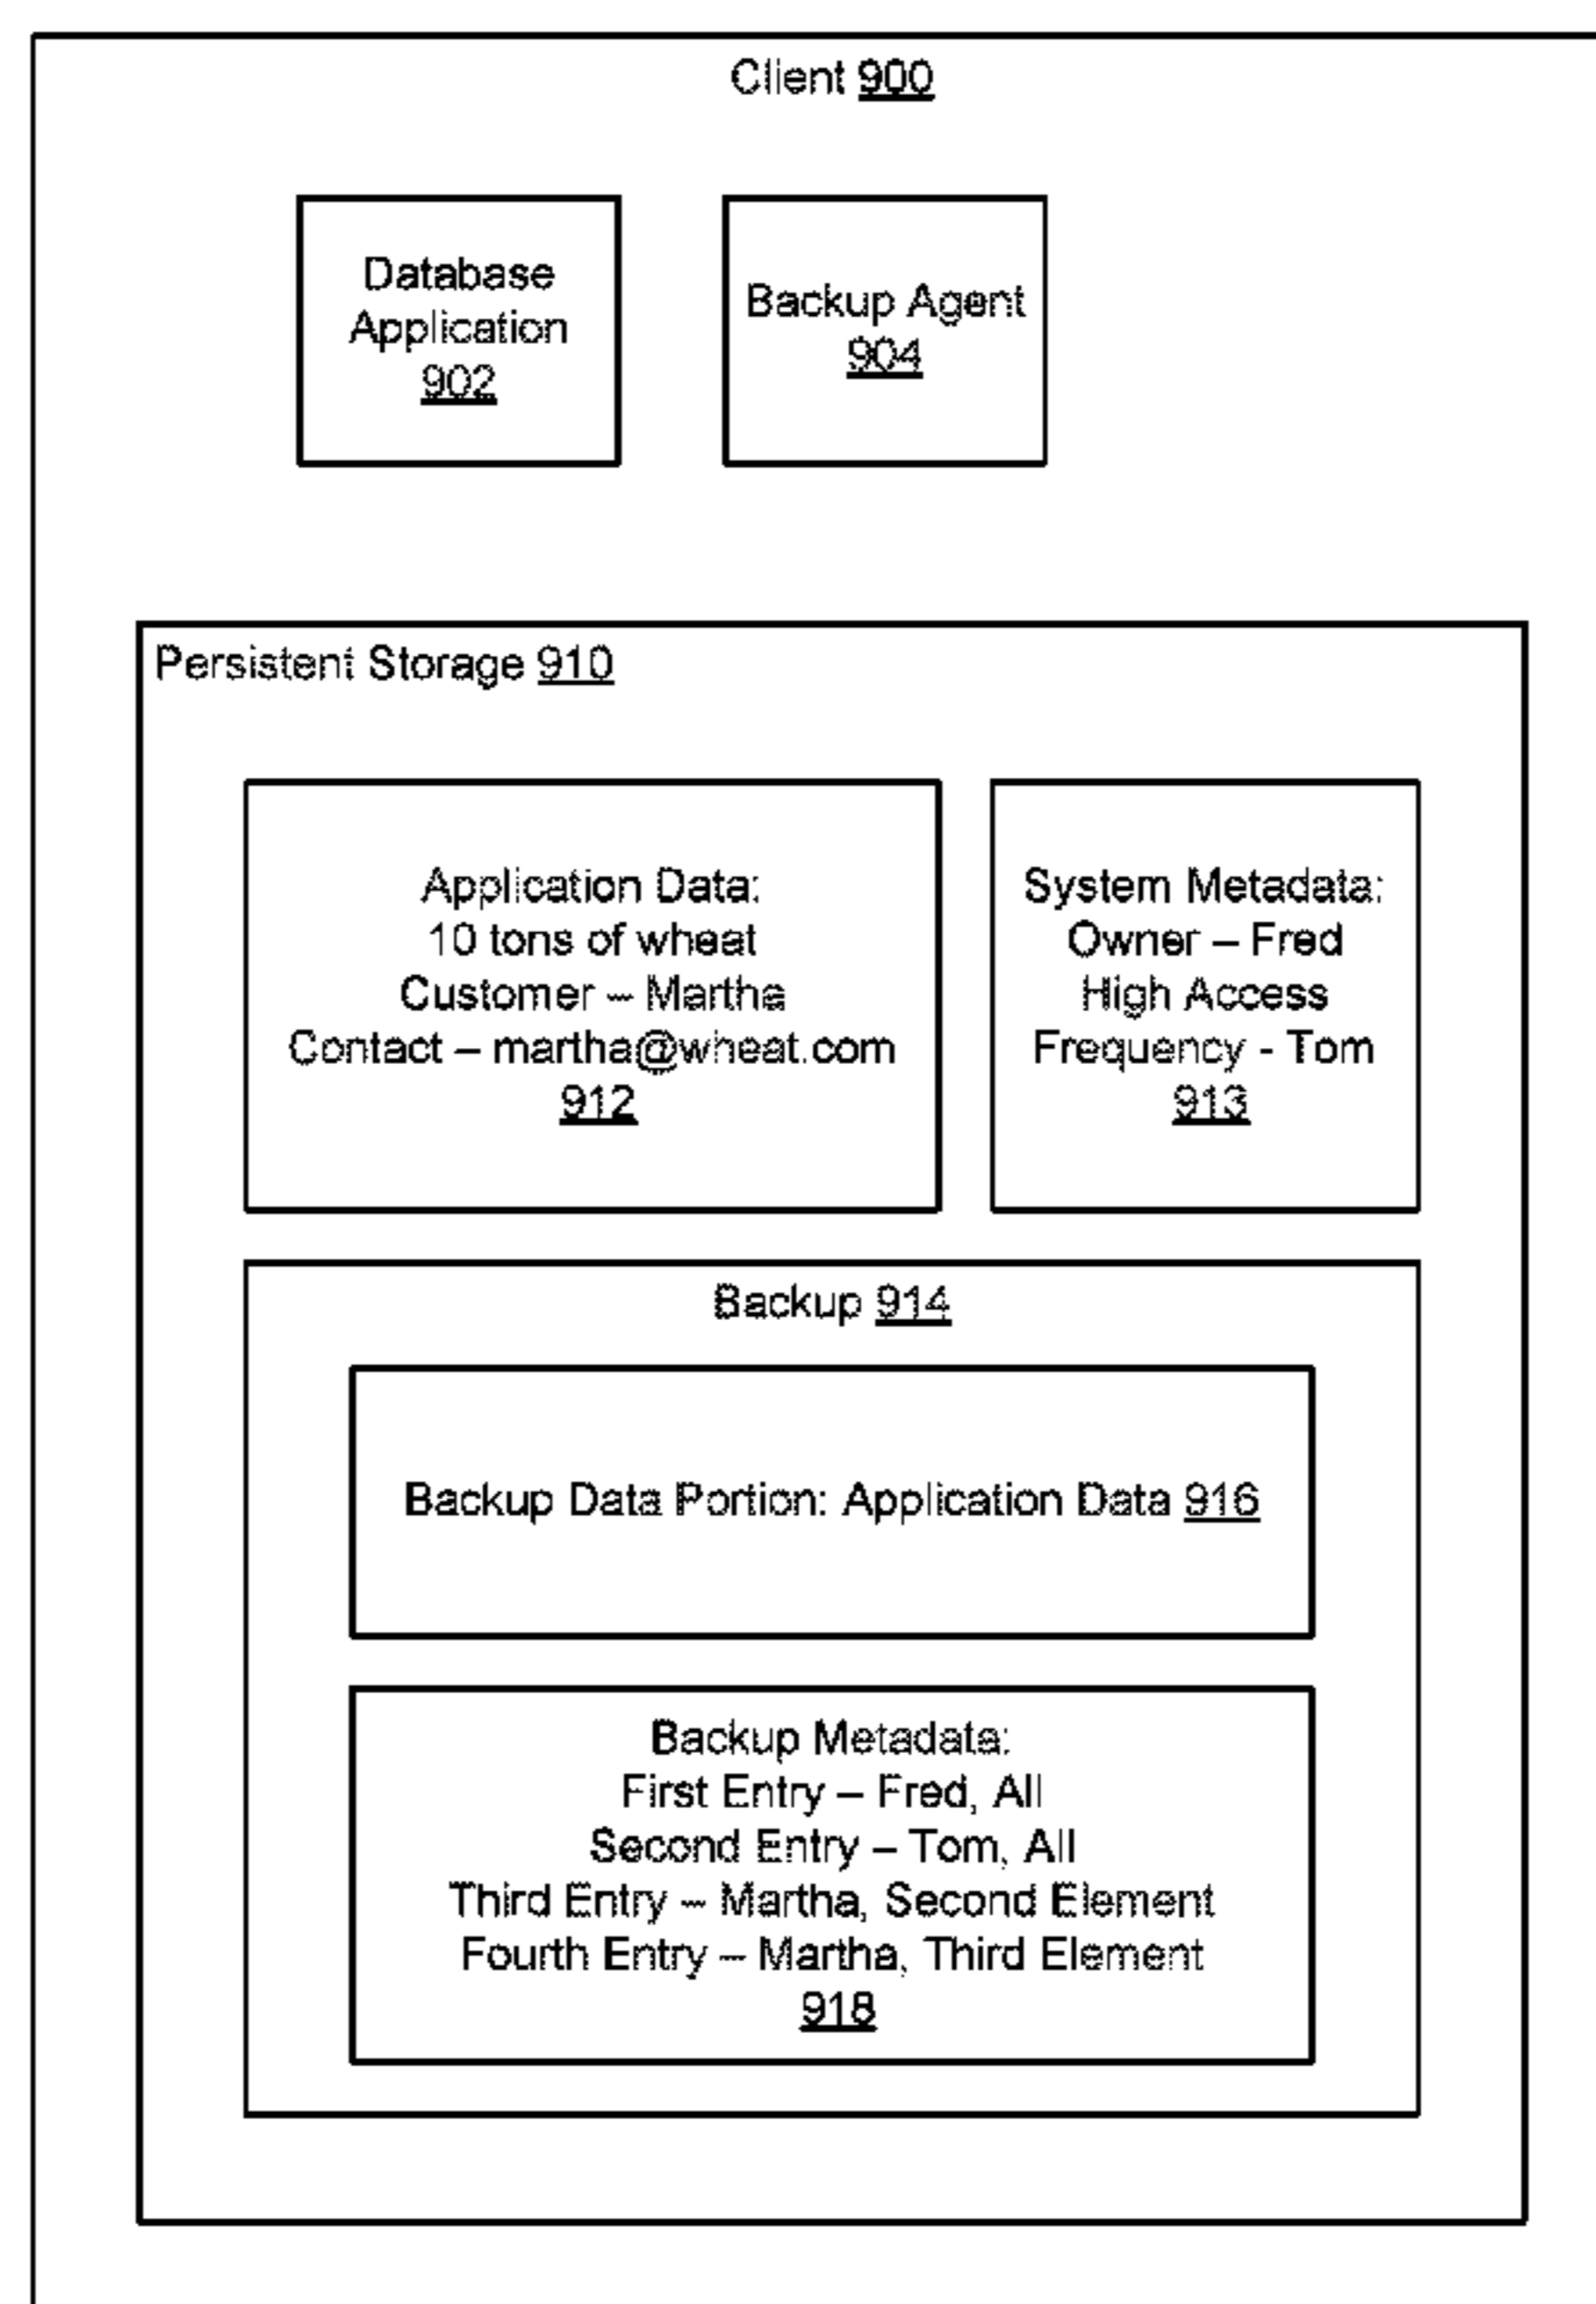 Client 900
Database
Application
902
Backup Agent
904
Persistent Storage 910
Application Data:
10 tons of wheat
Customer – Martha
Contact – martha@wheat.com
912
System Metadata:
Owner – Fred
High Access
Frequency - Tom
913
Backup 914
Backup Data Portion: Application Data 916
Backup Metadata:
First Entry – Fred, All
Second Entry – Tom, All
Third Entry – Martha, Second Element
Fourth Entry – Martha, Third Element
918